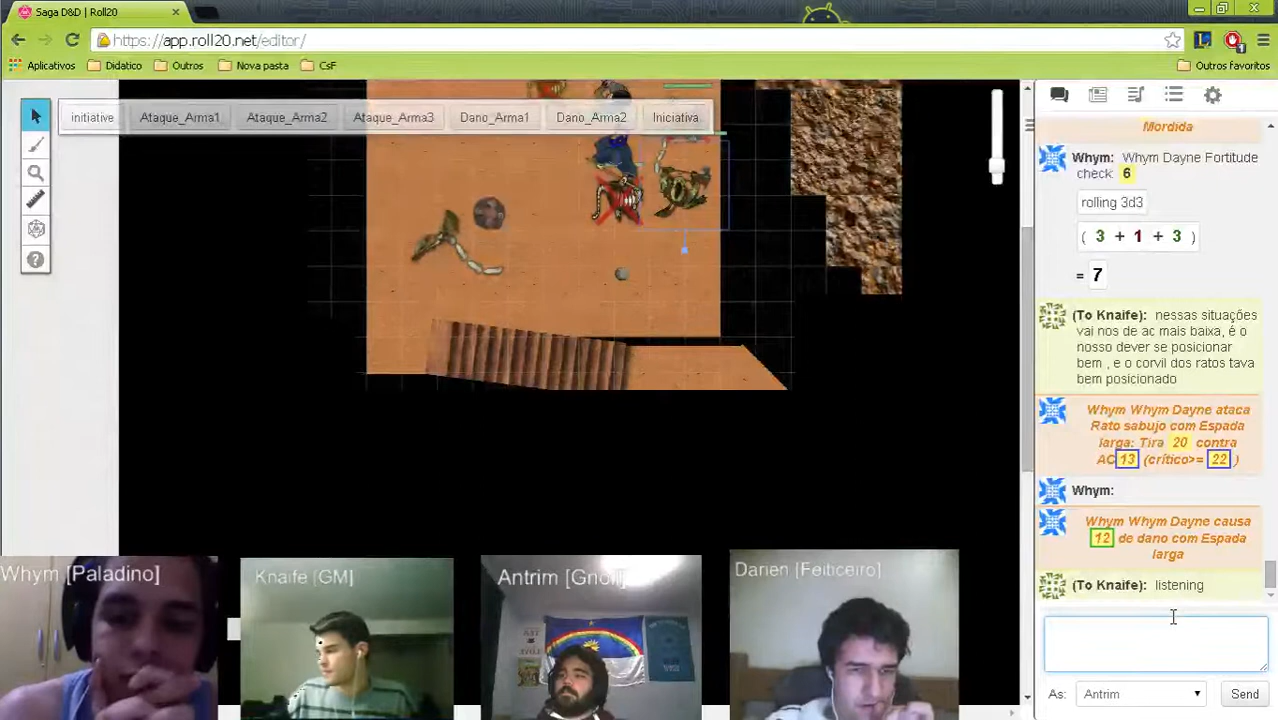 Saga D&D | Roll20
https://app.roll20.net/editor/
Aplicativos Didatico Outros Nova pasta CsF Outros favoritos
initiative Ataque_Arma1 Ataque_Arma2 Ataque_Arma3 Dano_Arma1 Dano_Arma2 Iniciativa
Mordida
Whym: Whym Dayne Fortitude
check: 6
rolling 3d3
( 3 + 1 + 3 )
= 7
(To Knaife): nessas situações
vai nos de ac mais baixa, é o
nosso dever se posicionar
bem , e o corvil dos ratos tava
bem posicionado
Whym Whym Dayne ataca
Rato sabujo com Espada
larga: Tira 20 contra
AC 13 (crítico>= 22 )
Whym:
Whym Whym Dayne causa
12 de dano com Espada
larga
(To Knaife): listening
As: Antrim Send
Whym [Paladino]
Knaife [GM]
Antrim [Gnoll]
Darien [Feiticeiro]